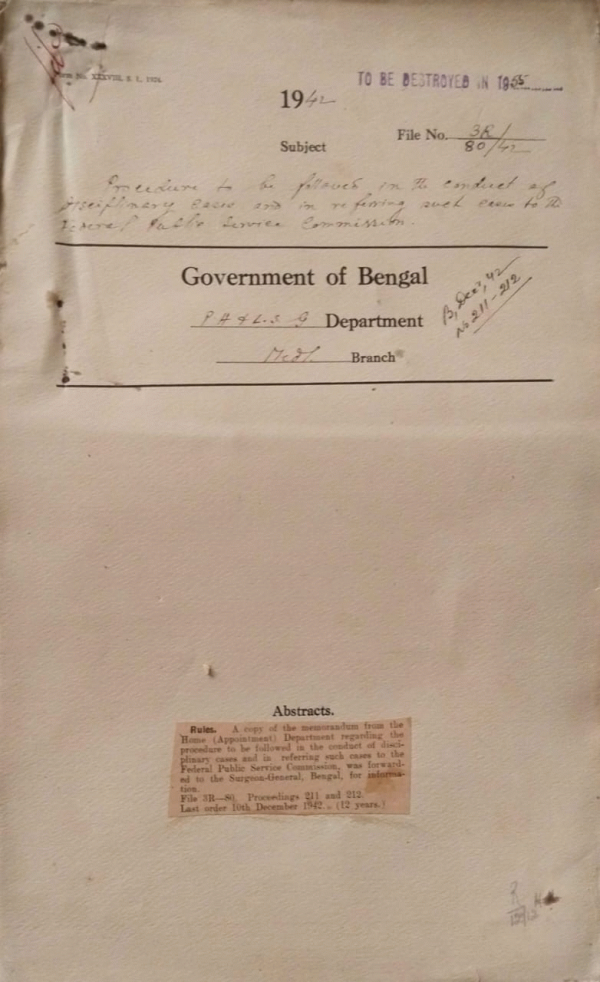 No. XXXVIII, S. I, 1924.
TO BE DESTROYED IN 1955
1942
File No. 3R/
80/42
Subject
Procedure to be followed in the conduct of
disciplinary cases and in referring such cases to the
Federal Public Service Commission.
Government of Bengal
P H & L.S G Department
Medl. Branch
B, Decr, 42
No 211-212
Abstracts.
Rules. A copy of the memorandum from the
Home (Appointment) Department regarding the
procedure to be followed in the conduct of disci-
plinary cases and in referring such cases to the
Federal Public Service Commission, was forward-
ed to the Surgeon-General, Bengal, for informa-
tion.
File 3R—80. Proceedings 211 and 212.
Last order 10th December 1942. (12 years.)